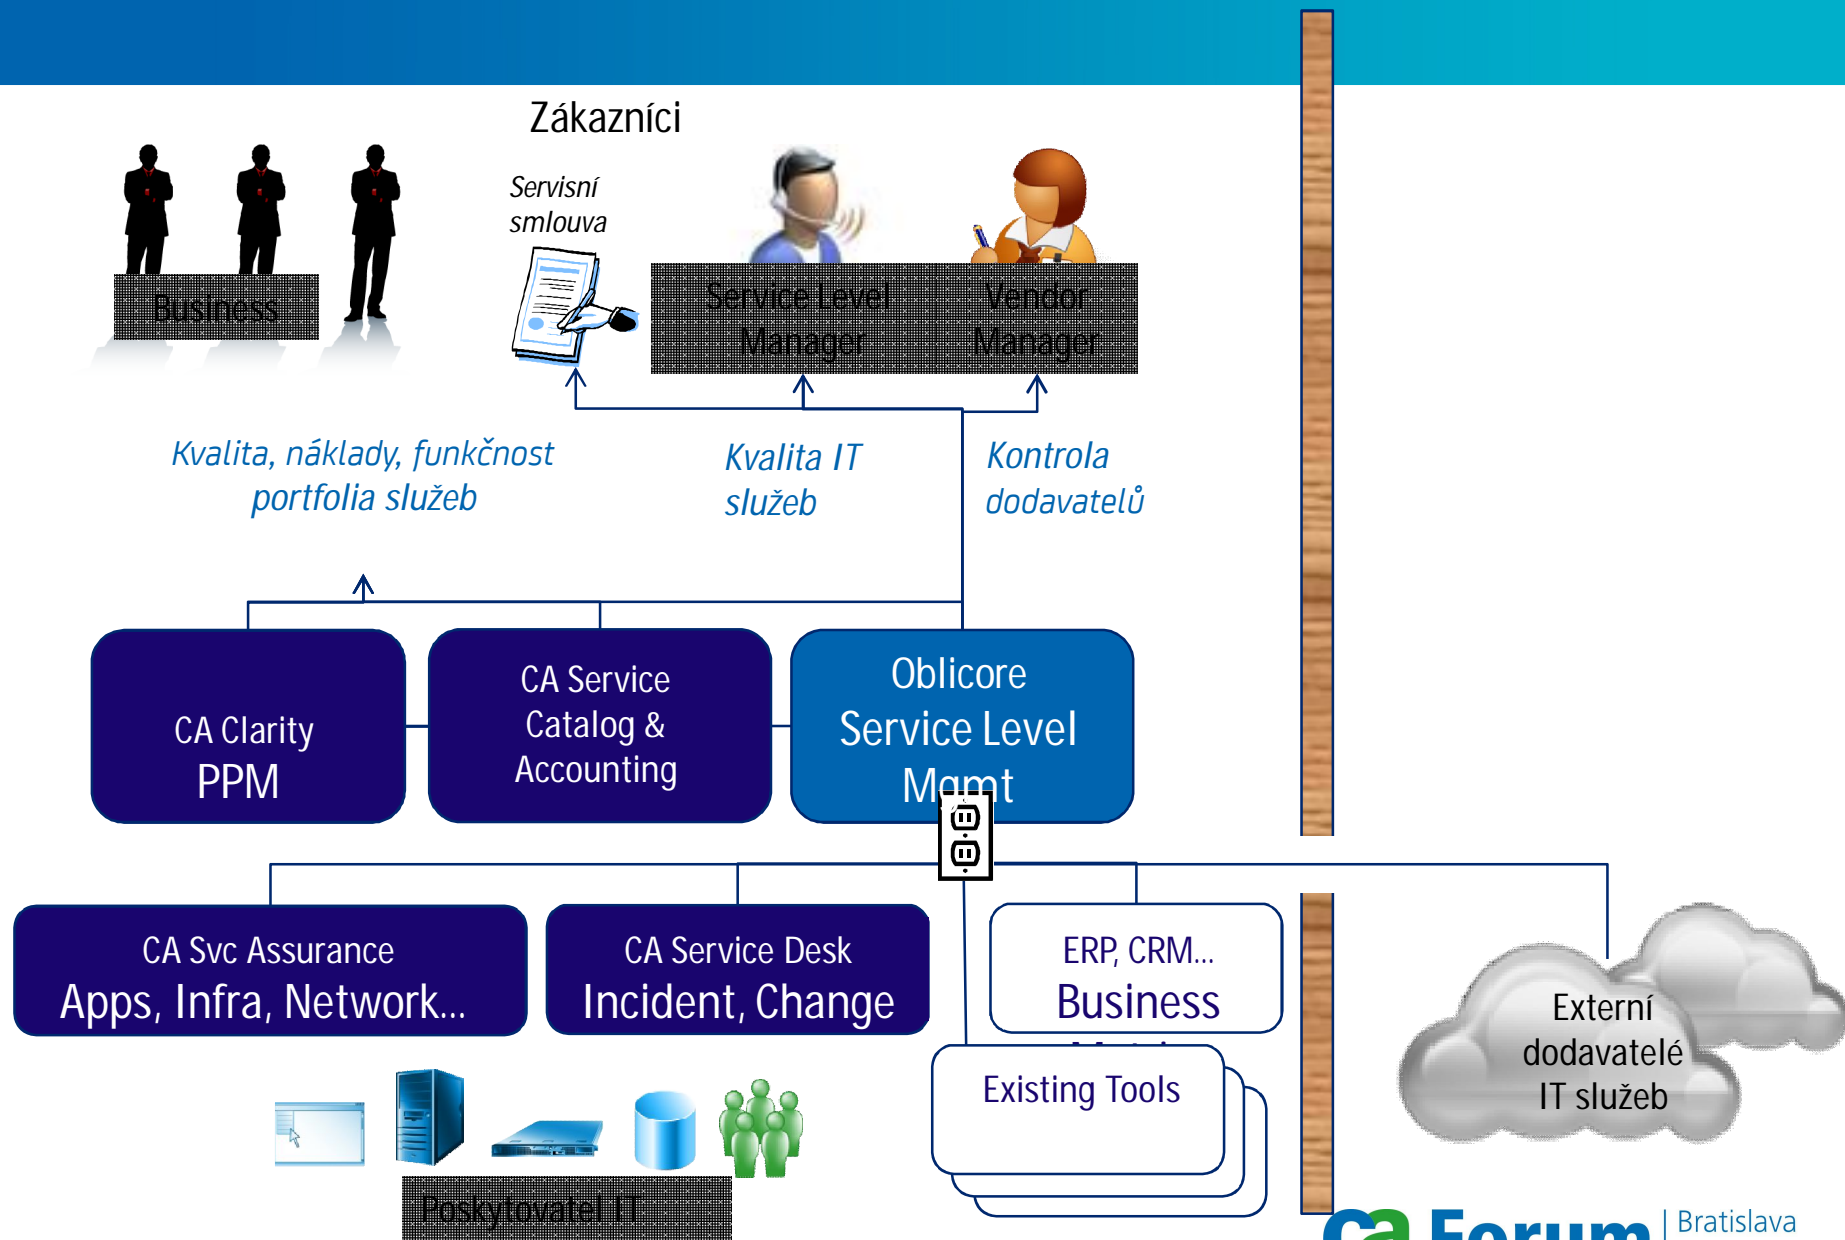 Zákazníci
Servisní
smlouva
Business
Service Level
Manager
Vendor
Manager
Kvalita, náklady, funkčnost
portfolia služeb
Kvalita IT
služeb
Kontrola
dodavatelů
CA Clarity
PPM
CA Service
Catalog &
Accounting
Oblicore
Service Level
Mgmt
CA Svc Assurance
Apps, Infra, Network...
CA Service Desk
Incident, Change
ERP, CRM...
Business
Existing Tools
Externí
dodavatelé
IT služeb
Poskytovatel IT
ca Forum | Bratislava